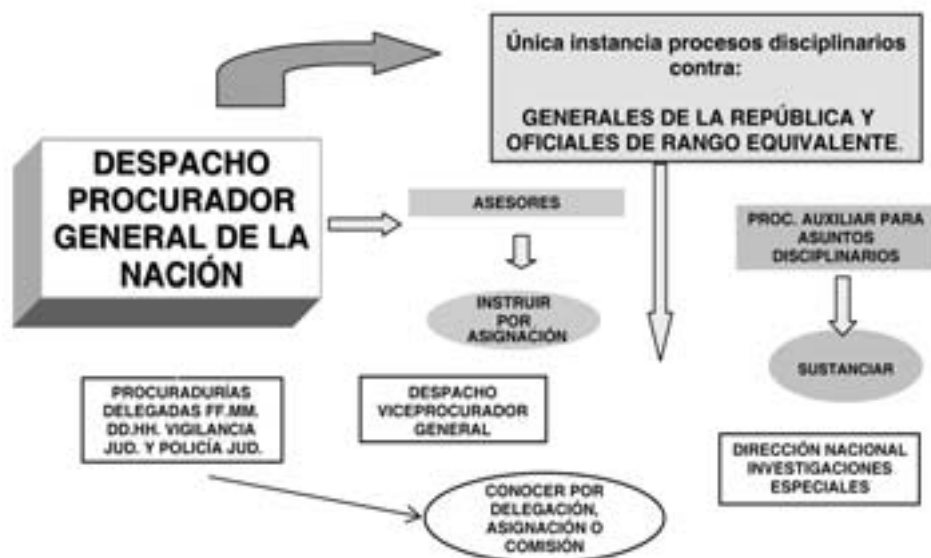 Única instancia procesos disciplinarios
contra:
GENERALES DE LA REPÚBLICA Y
OFICIALES DE RANGO EQUIVALENTE.
DESPACHO
PROCURADOR
GENERAL DE LA
NACIÓN
ASESORES
PROC. AUXILIAR PARA
ASUNTOS
DISCIPLINARIOS
INSTRUIR
POR
ASIGNACIÓN
SUSTANCIAR
PROCURADURÍAS
DELEGADAS FF.MM.
DD.HH. VIGILANCIA
JUD. Y POLICÍA JUD.
DESPACHO
VICEPROCURADOR
GENERAL
DIRECCIÓN NACIONAL
INVESTIGACIONES
ESPECIALES
CONOCER POR
DELEGACIÓN,
ASIGNACIÓN O
COMISIÓN